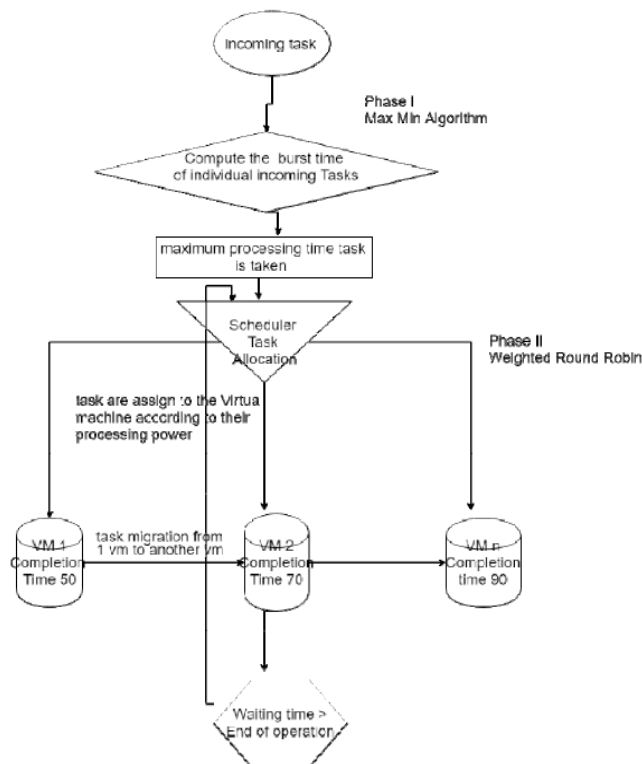 Incoming task
Phase I
Max Min Algorithm
Compute the burst time
of individual incoming Tasks
maximum processing time task
is taken
Scheduler
Task
Allocation
Phase II
Weighted Round Robin
task are assign to the Virtua
machine according to their
processing power
task migration from
1 vm to another vm
VM 1
Completion
Time 50
VM 2
Completion
Time 70
VM n
Completion
time 90
Waiting time >
End of operation